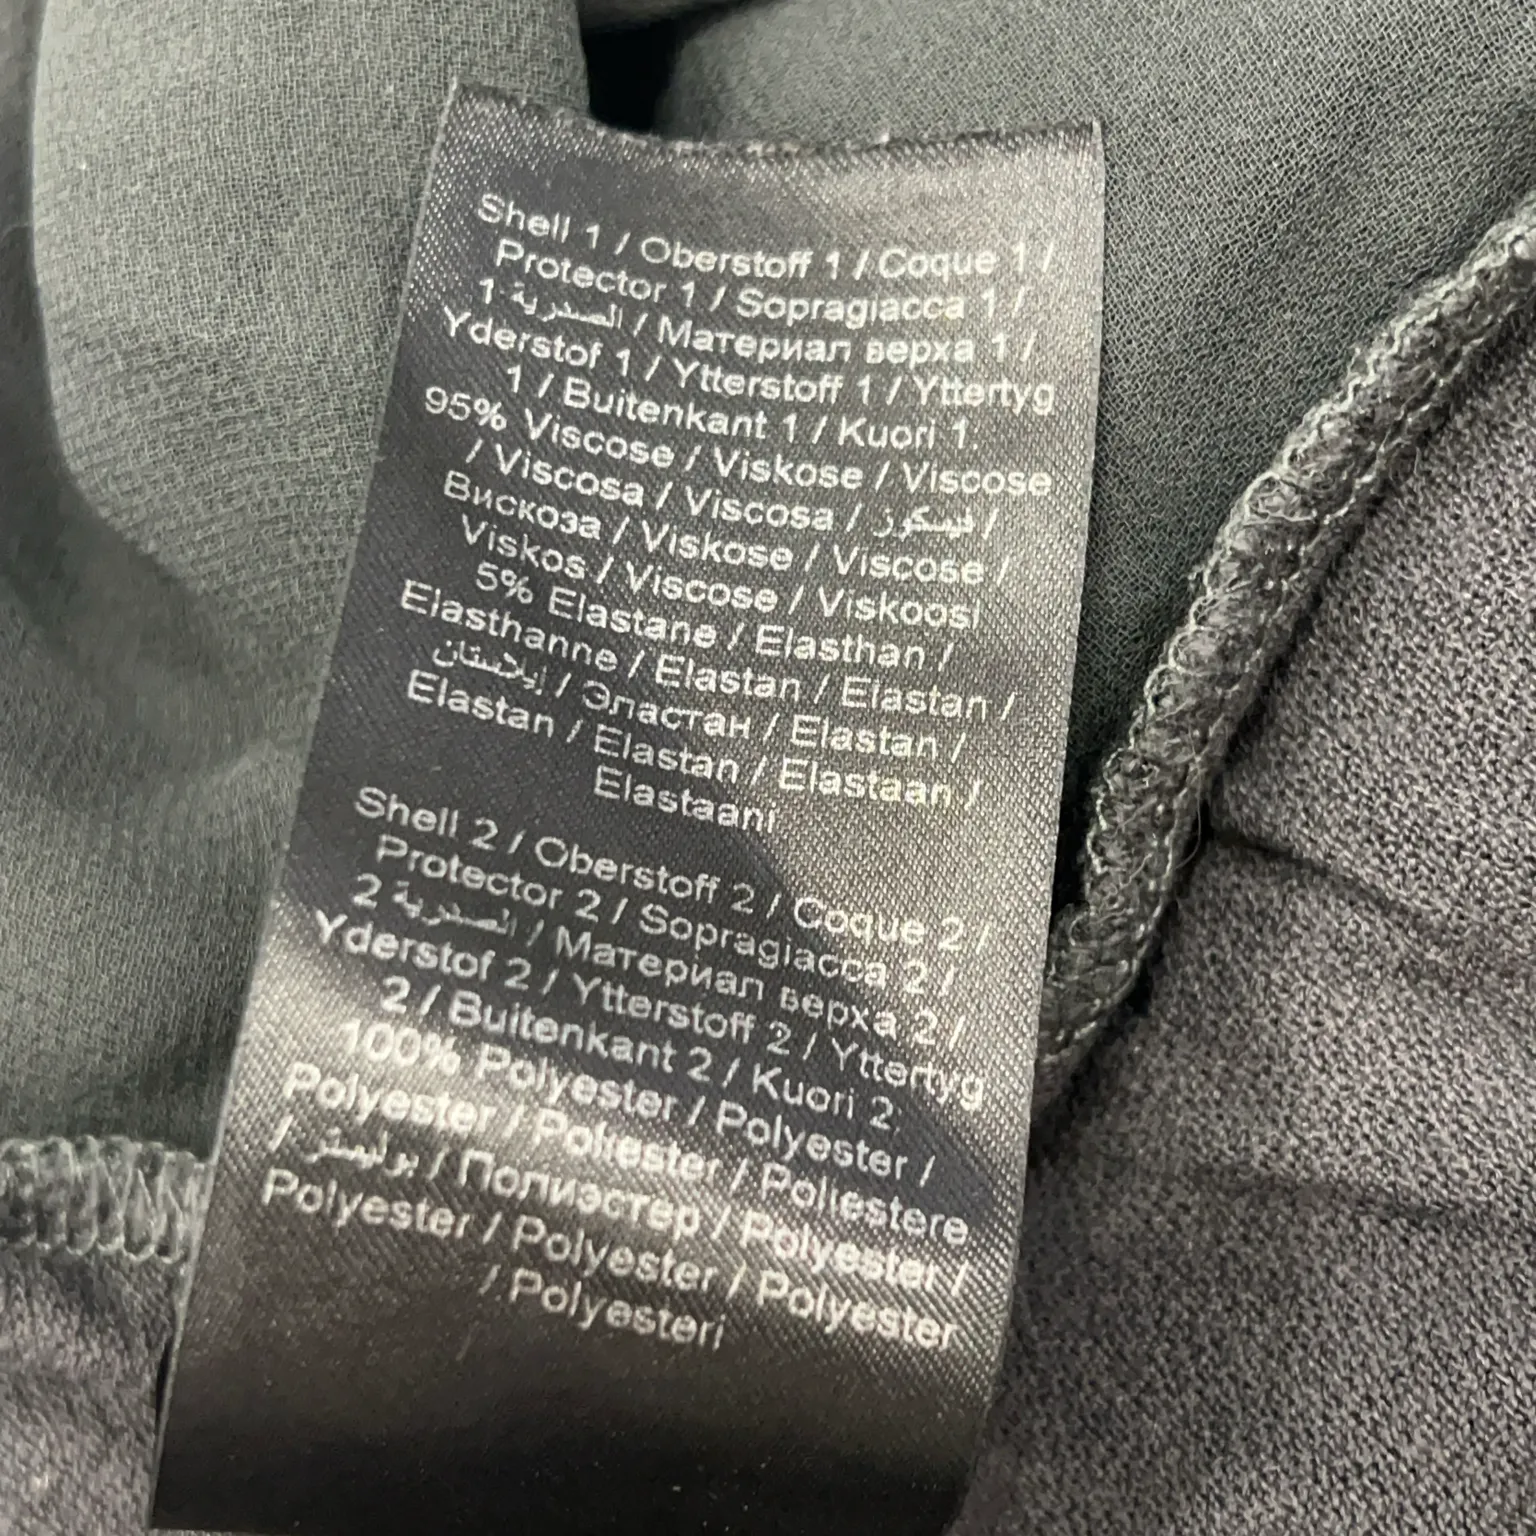 Shell 1 / Oberstoff 1 / Coque 1 /
Protector 1 / Sopragiacca 1 /
الصدرية 1 / Материал верха 1 /
Yderstof 1 / Ytterstoff 1 / Yttertyg
1 / Buitenkant 1 / Kuori 1:
95% Viscose / Viskose / Viscose
/ Viscosa / Viscosa / فيسكوز /
Вискоза / Viskose / Viscose /
Viskos / Viscose / Viskoosi
5% Elastane / Elasthan /
Elasthanne / Elastan / Elastan /
إيلاستان / Эластан / Elastan /
Elastan / Elastan / Elastaan /
Elastaani
Shell 2 / Oberstoff 2 / Coque 2 /
Protector 2 / Sopragiacca 2 /
الصدرية 2 / Материал верха 2 /
Yderstof 2 / Ytterstoff 2 / Yttertyg
2 / Buitenkant 2 / Kuori 2:
100% Polyester / Polyester /
Polyester / Poliester / Poliestere
/ بوليستر / Полиэстер / Polyester /
Polyester / Polyester / Polyester
/ Polyesteri